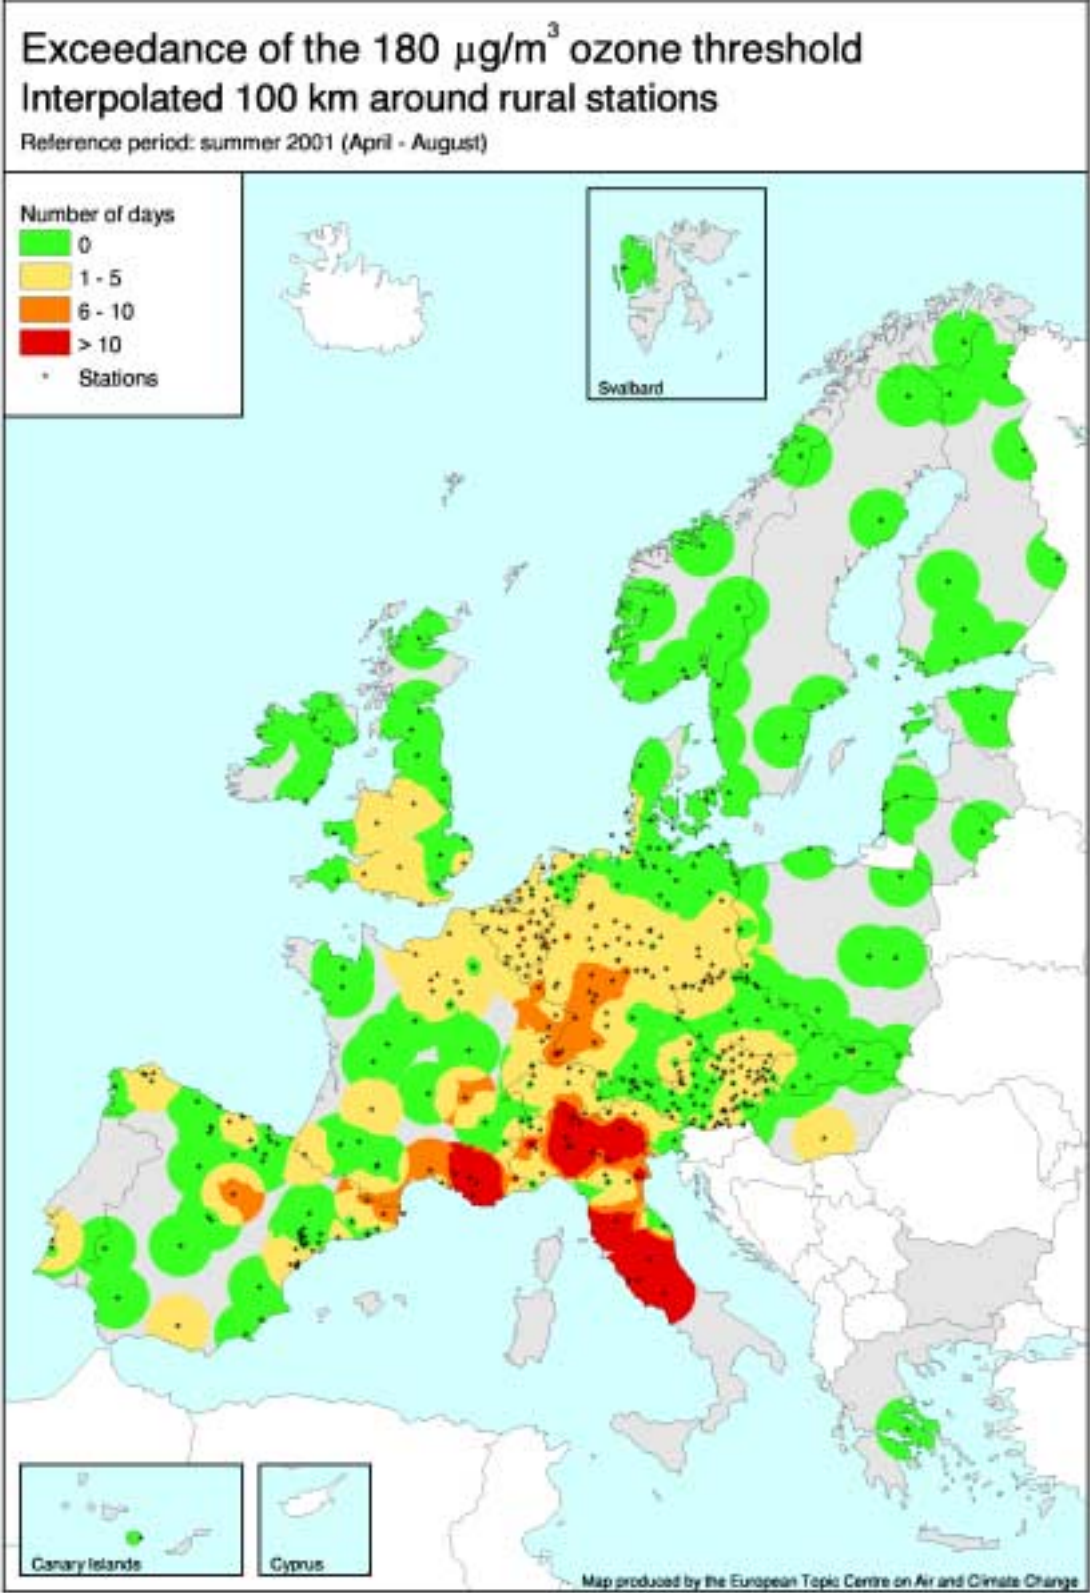 Exceedance of the 180 µg/m³ ozone threshold
Interpolated 100 km around rural stations
Reference period: summer 2001 (April - August)
Number of days
0
1 - 5
6 - 10
> 10
Stations
Svalbard
Canary Islands
Cyprus
Map produced by the European Topic Centre on Air and Climate Change